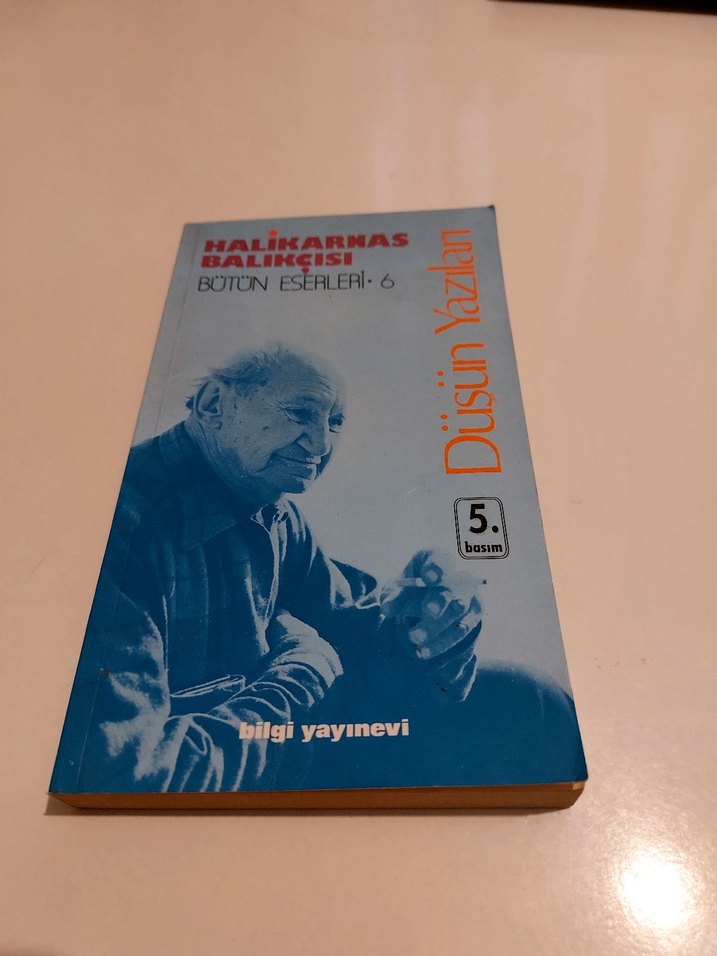 HALİKARNAS
BALIKÇISI
BÜTÜN ESERLERİ • 6
Düşün Yazıları
5.
basım
bilgi yayınevi